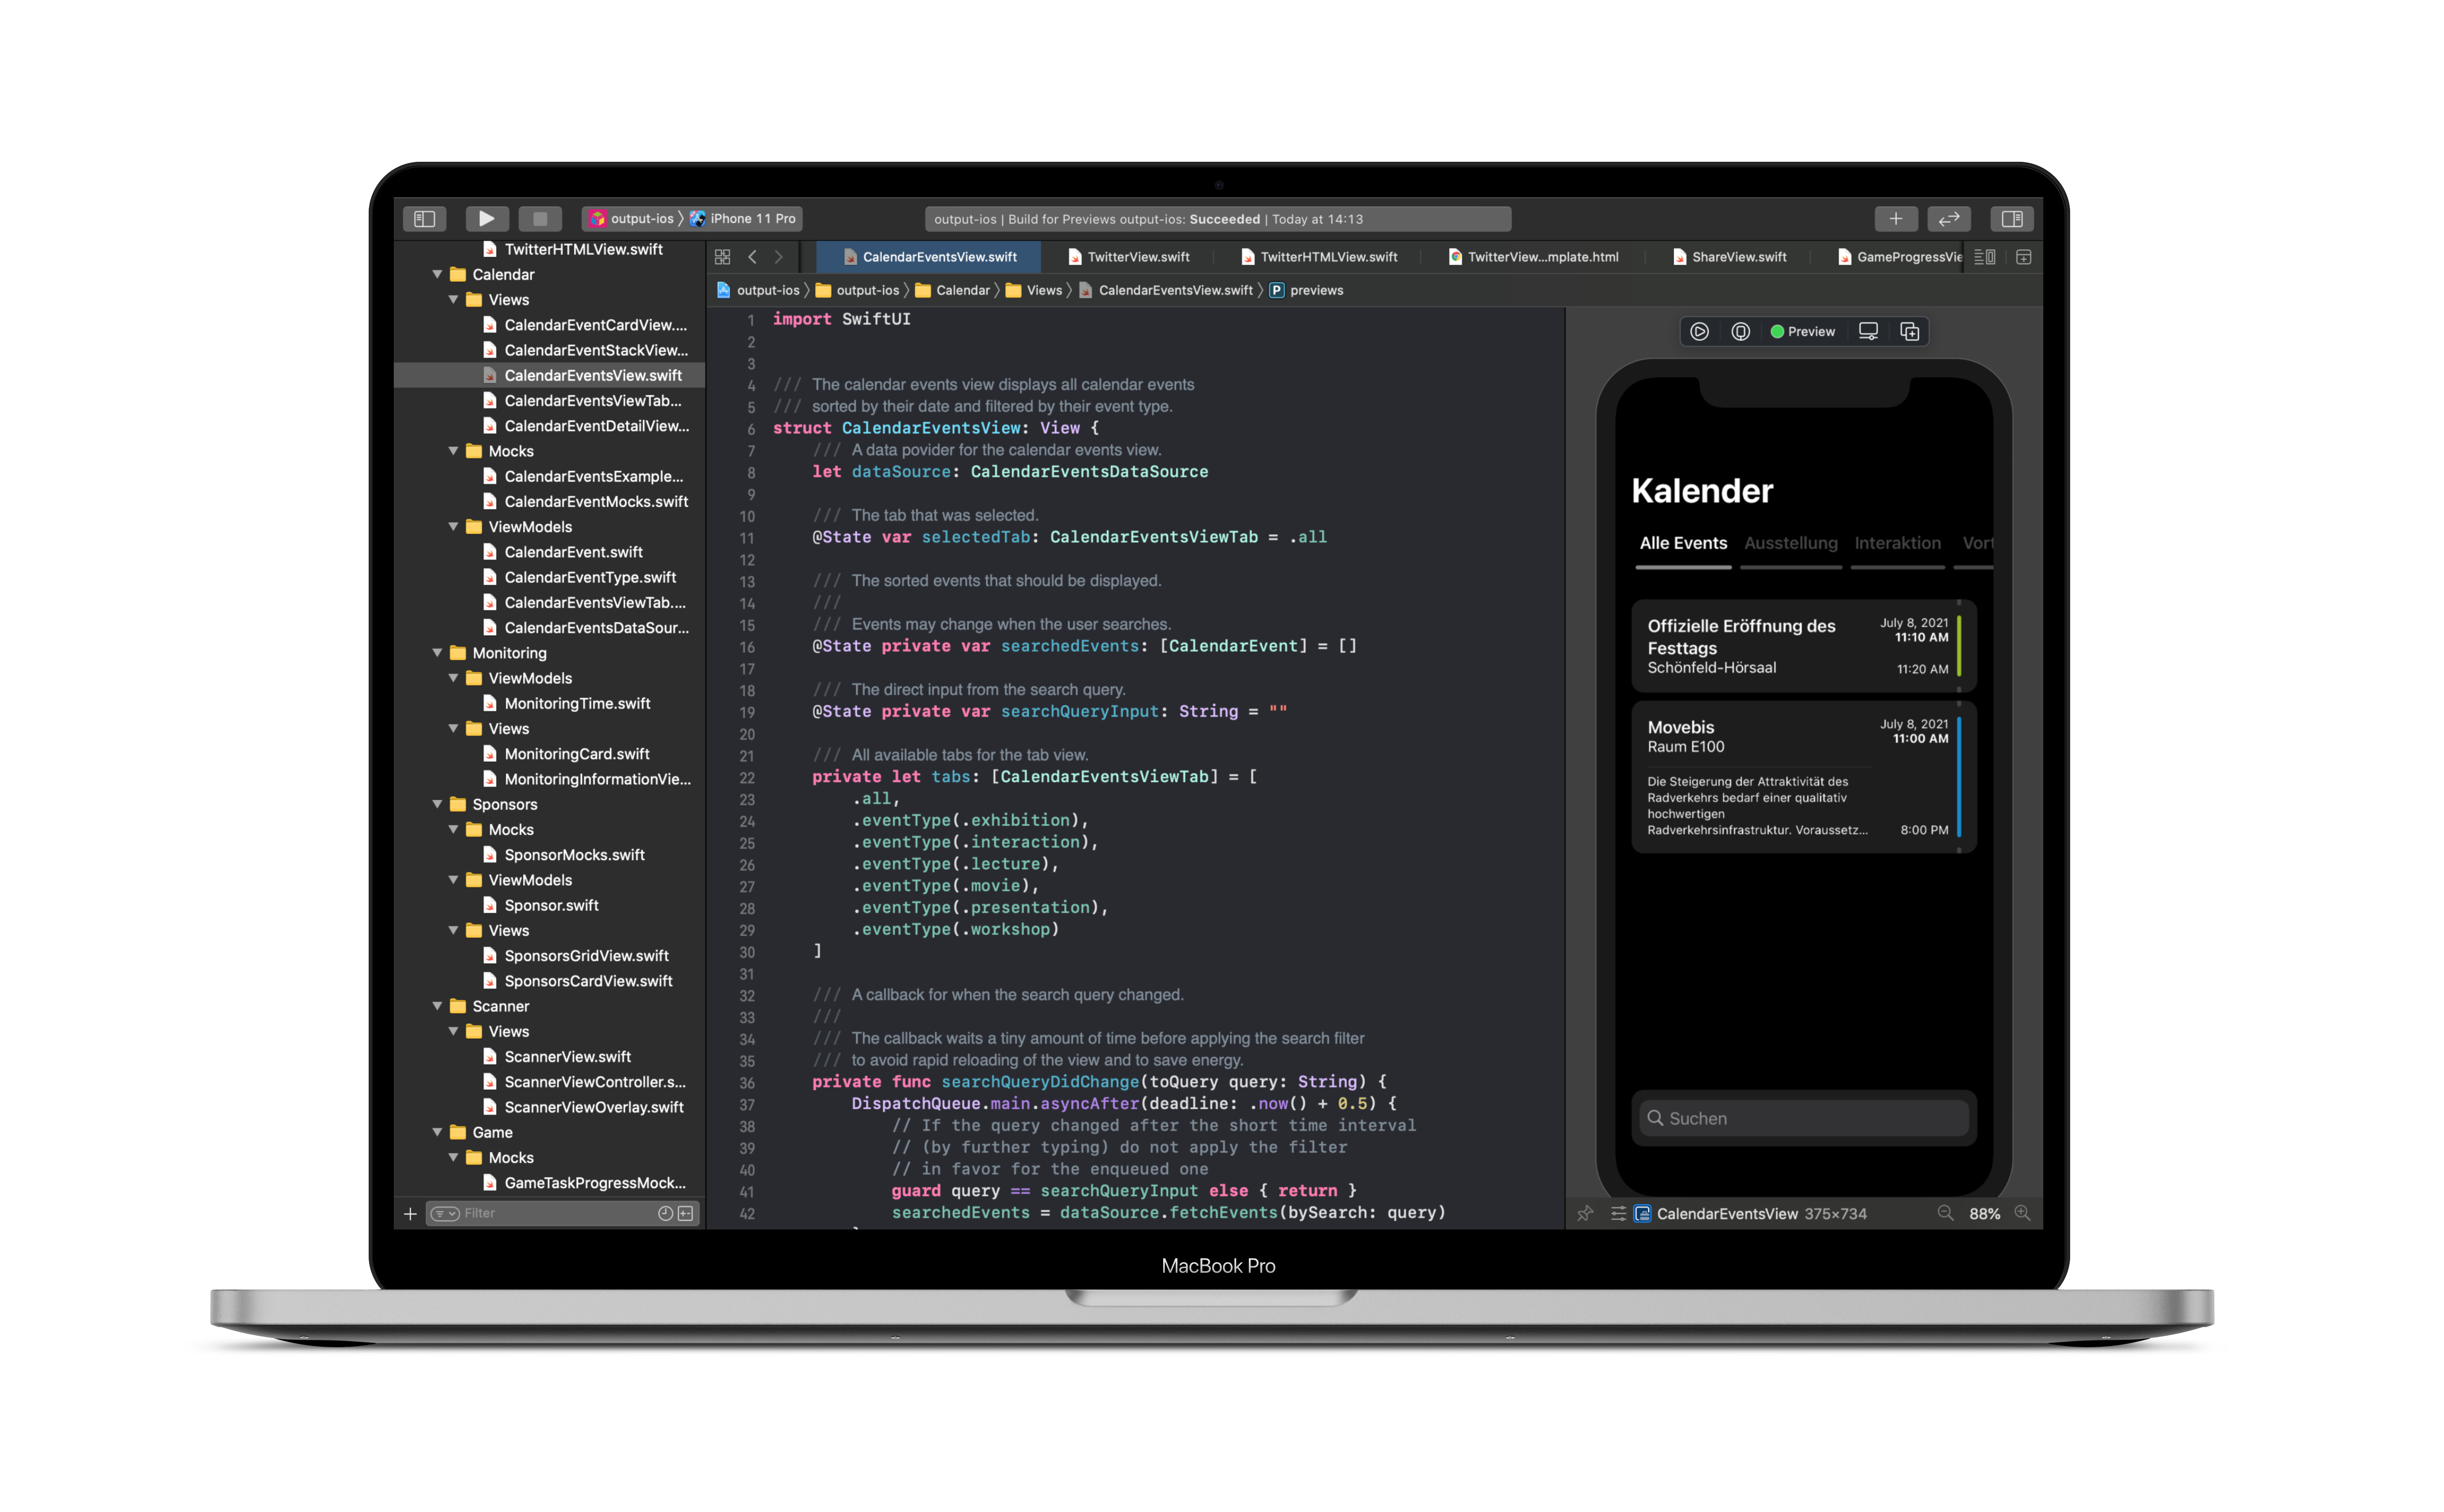 output-ios 〉 iPhone 11 Pro
output-ios | Build for Previews output-ios: Succeeded | Today at 14:13
TwitterHTMLView.swift
Calendar
Views
CalendarEventCardView....
CalendarEventStackView...
CalendarEventsView.swift
CalendarEventsViewTab...
CalendarEventDetailView...
Mocks
CalendarEventsExample...
CalendarEventMocks.swift
ViewModels
CalendarEvent.swift
CalendarEventType.swift
CalendarEventsViewTab....
CalendarEventsDataSour...
Monitoring
ViewModels
MonitoringTime.swift
Views
MonitoringCard.swift
MonitoringInformationVie...
Sponsors
Mocks
SponsorMocks.swift
ViewModels
Sponsor.swift
Views
SponsorsGridView.swift
SponsorsCardView.swift
Scanner
Views
ScannerView.swift
ScannerViewController.s...
ScannerViewOverlay.swift
Game
Mocks
GameTaskProgressMock...
Filter
CalendarEventsView.swift TwitterView.swift TwitterHTMLView.swift TwitterView...mplate.html ShareView.swift GameProgressVie
output-ios 〉 output-ios 〉 Calendar 〉 Views 〉 CalendarEventsView.swift 〉 P previews
1 import SwiftUI
2
3
4 /// The calendar events view displays all calendar events
5 /// sorted by their date and filtered by their event type.
6 struct CalendarEventsView: View {
7 /// A data povider for the calendar events view.
8 let dataSource: CalendarEventsDataSource
9
10 /// The tab that was selected.
11 @State var selectedTab: CalendarEventsViewTab = .all
12
13 /// The sorted events that should be displayed.
14 ///
15 /// Events may change when the user searches.
16 @State private var searchedEvents: [CalendarEvent] = []
17
18 /// The direct input from the search query.
19 @State private var searchQueryInput: String = ""
20
21 /// All available tabs for the tab view.
22 private let tabs: [CalendarEventsViewTab] = [
23 .all,
24 .eventType(.exhibition),
25 .eventType(.interaction),
26 .eventType(.lecture),
27 .eventType(.movie),
28 .eventType(.presentation),
29 .eventType(.workshop)
30 ]
31
32 /// A callback for when the search query changed.
33 ///
34 /// The callback waits a tiny amount of time before applying the search filter
35 /// to avoid rapid reloading of the view and to save energy.
36 private func searchQueryDidChange(toQuery query: String) {
37 DispatchQueue.main.asyncAfter(deadline: .now() + 0.5) {
38 // If the query changed after the short time interval
39 // (by further typing) do not apply the filter
40 // in favor for the enqueued one
41 guard query == searchQueryInput else { return }
42 searchedEvents = dataSource.fetchEvents(bySearch: query)
Preview
Kalender
Alle Events Ausstellung Interaktion Vort
Offizielle Eröffnung des
Festtags
Schönfeld-Hörsaal
July 8, 2021
11:10 AM
11:20 AM
Movebis
Raum E100
July 8, 2021
11:00 AM
Die Steigerung der Attraktivität des
Radverkehrs bedarf einer qualitativ
hochwertigen
Radverkehrsinfrastruktur. Voraussetz...
8:00 PM
Suchen
CalendarEventsView 375×734
88%
MacBook Pro